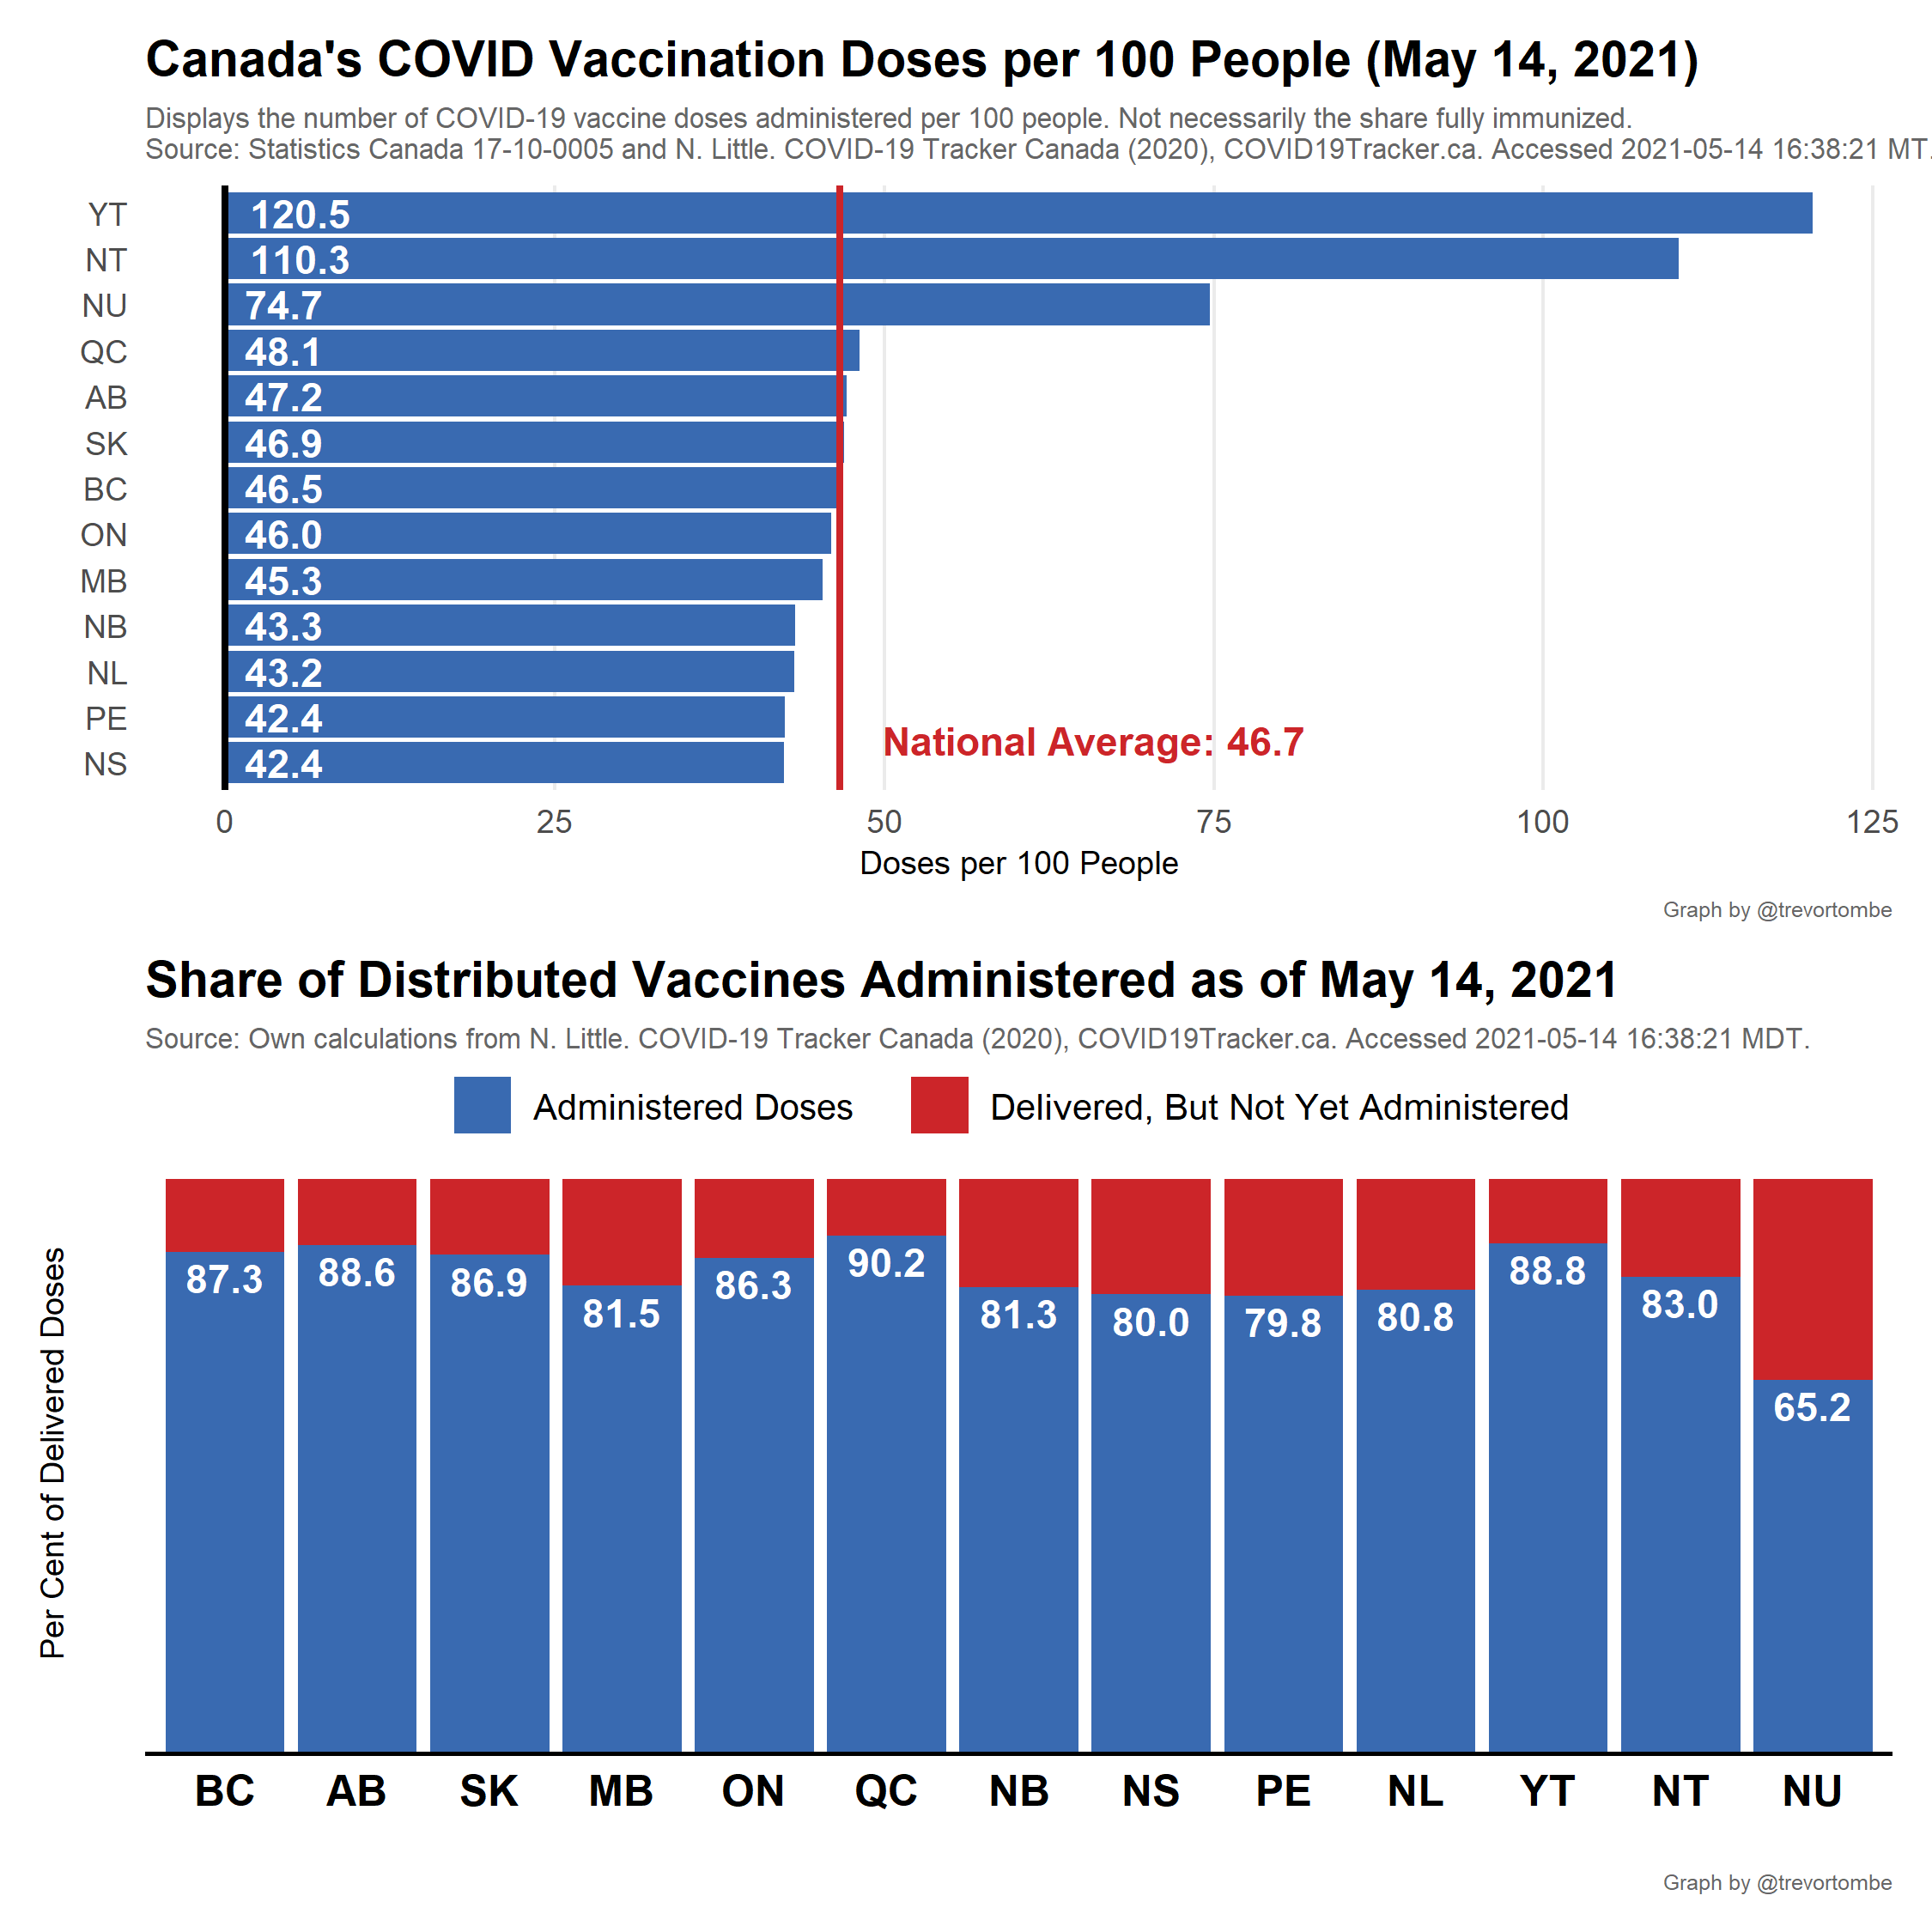 Canada's COVID Vaccination Doses per 100 People (May 14, 2021)
Displays the number of COVID-19 vaccine doses administered per 100 people. Not necessarily the share fully immunized.
Source: Statistics Canada 17-10-0005 and N. Little. COVID-19 Tracker Canada (2020), COVID19Tracker.ca. Accessed 2021-05-14 16:38:21 MT.
YT 120.5
NT 110.3
NU 74.7
QC 48.1
AB 47.2
SK 46.9
BC 46.5
ON 46.0
MB 45.3
NB 43.3
NL 43.2
PE 42.4
National Average: 46.7
NS 42.4
0 25 50 75 100 125
Doses per 100 People
Graph by @trevortombe
Share of Distributed Vaccines Administered as of May 14, 2021
Source: Own calculations from N. Little. COVID-19 Tracker Canada (2020), COVID19Tracker.ca. Accessed 2021-05-14 16:38:21 MDT.
Administered Doses Delivered, But Not Yet Administered
Per Cent of Delivered Doses
87.3 88.6 86.9 81.5 86.3 90.2 81.3 80.0 79.8 80.8 88.8 83.0 65.2
BC AB SK MB ON QC NB NS PE NL YT NT NU
Graph by @trevortombe